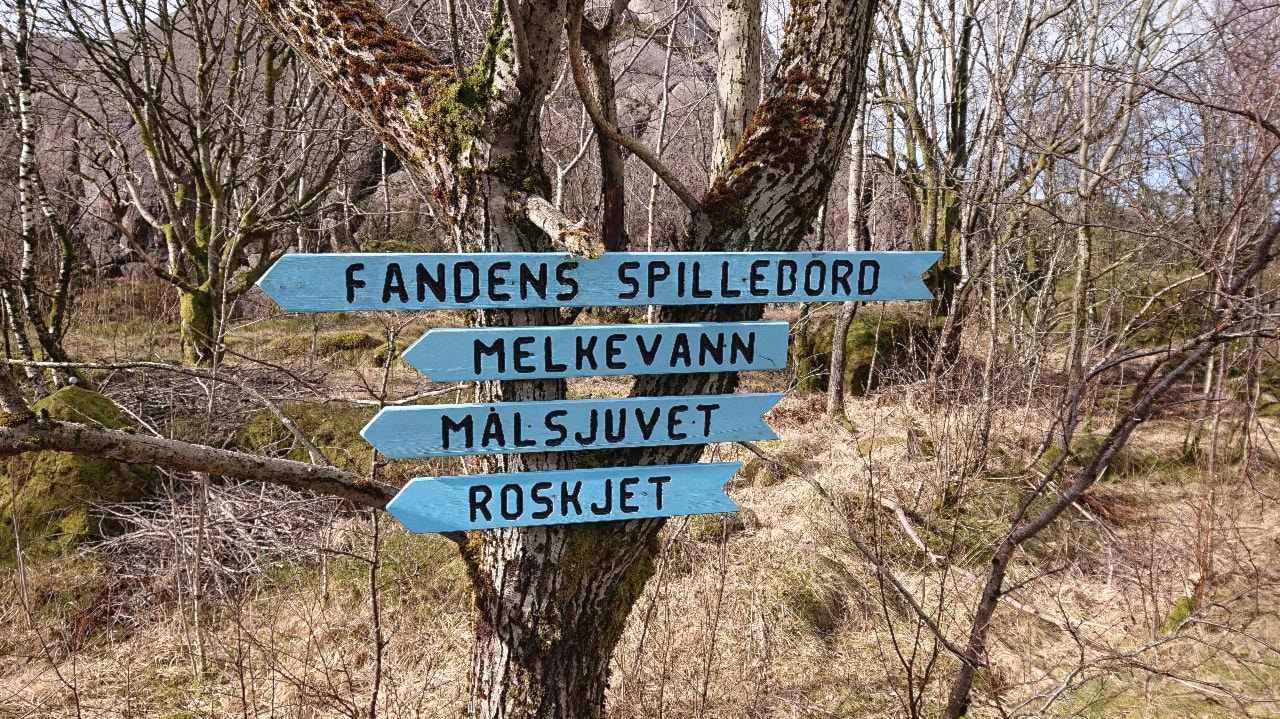 FANDENS SPILLEBORD
MELKEVANN
MÅLSJUVET
ROSKJET